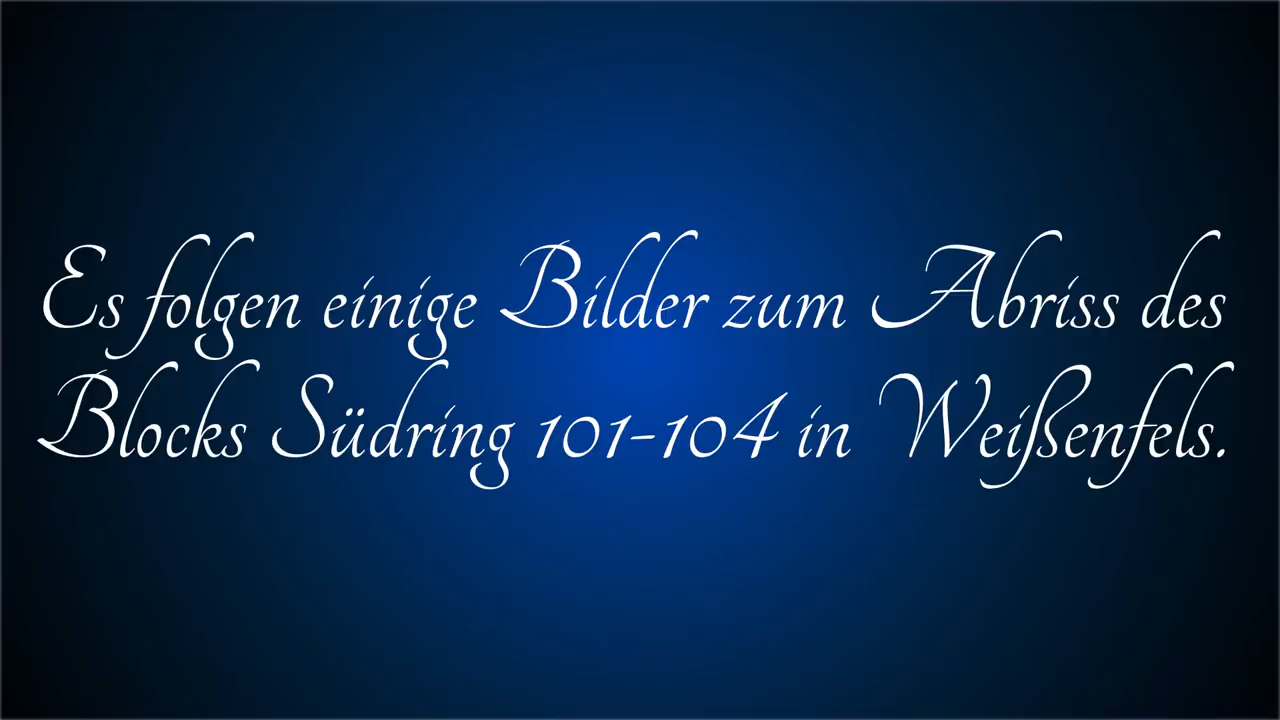 Es folgen einige Bilder zum Abriss des
Blocks Südring 101-104 in Weißenfels.